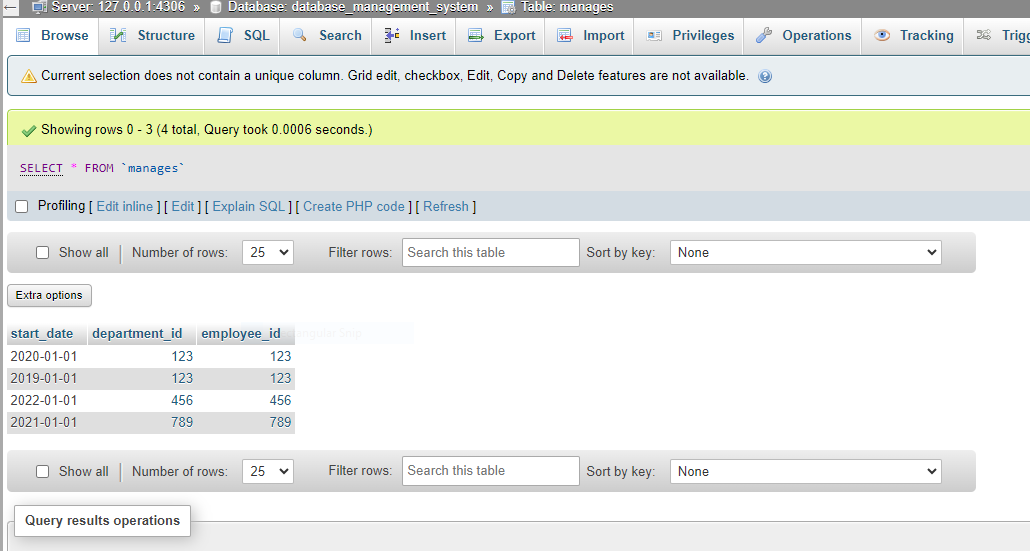 Server: 127.0.0.1:4306 » Database: database_management_system » Table: manages
Browse Structure SQL Search Insert Export Import Privileges Operations Tracking Trigg
Current selection does not contain a unique column. Grid edit, checkbox, Edit, Copy and Delete features are not available.
Showing rows 0 - 3 (4 total, Query took 0.0006 seconds.)
SELECT * FROM `manages`
Profiling [ Edit inline ] [ Edit ] [ Explain SQL ] [ Create PHP code ] [ Refresh ]
Show all | Number of rows: 25 Filter rows: Search this table Sort by key: None
Extra options
start_date department_id employee_id
2020-01-01 123 123
2019-01-01 123 123
2022-01-01 456 456
2021-01-01 789 789
Show all | Number of rows: 25 Filter rows: Search this table Sort by key: None
Query results operations